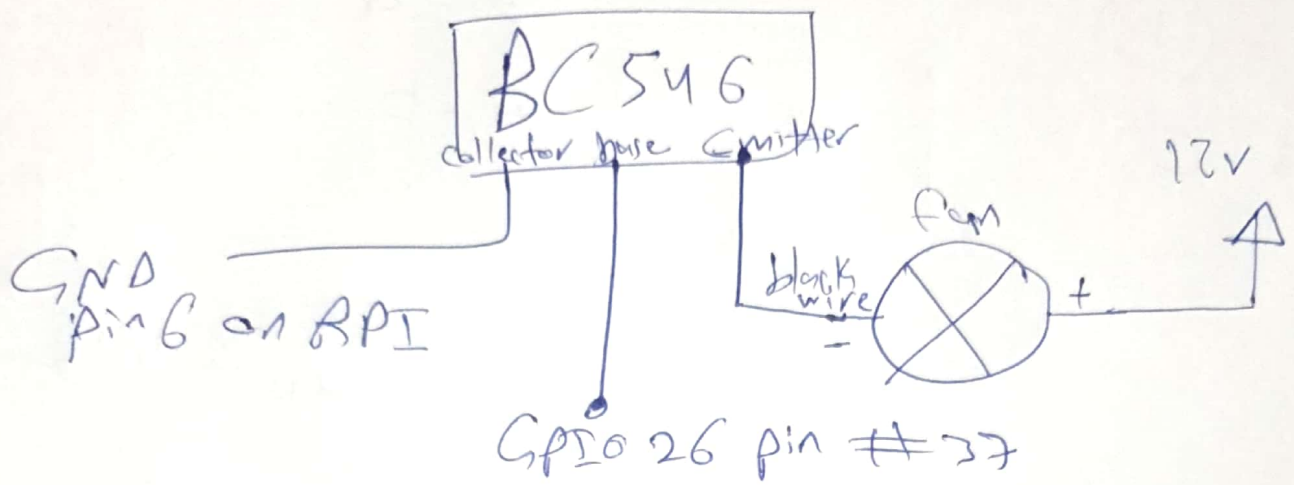 BC546
collector base Emitter
12v
fan
GND
pin 6 on RPI
black
wire
+
-
GPIO 26 pin #37